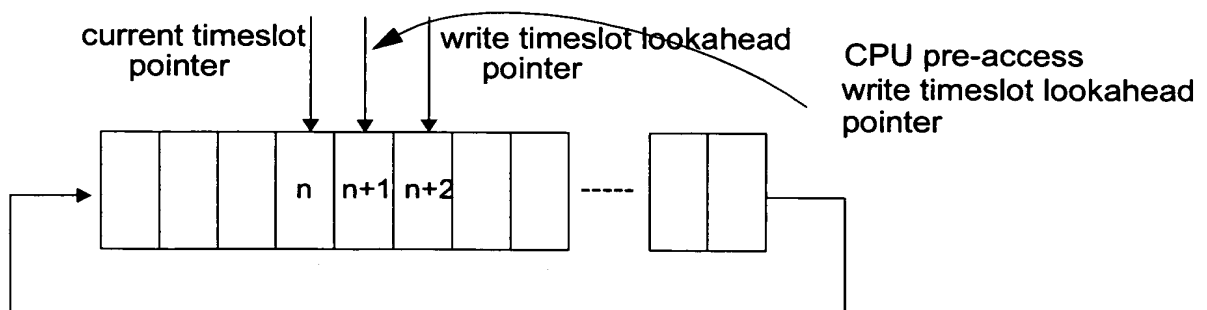 current timeslot
pointer
write timeslot lookahead
pointer
CPU pre-access
write timeslot lookahead
pointer
n n+1 n+2